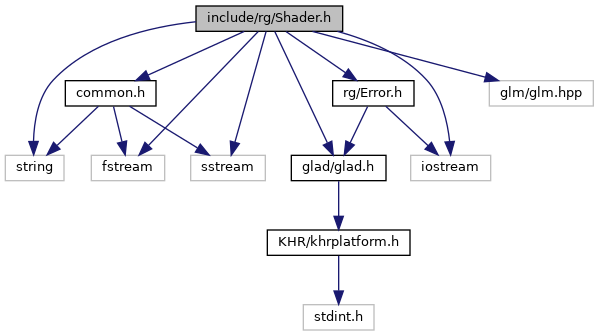 include/rg/Shader.h
common.h
rg/Error.h
glm/glm.hpp
string
fstream
sstream
glad/glad.h
iostream
KHR/khrplatform.h
stdint.h